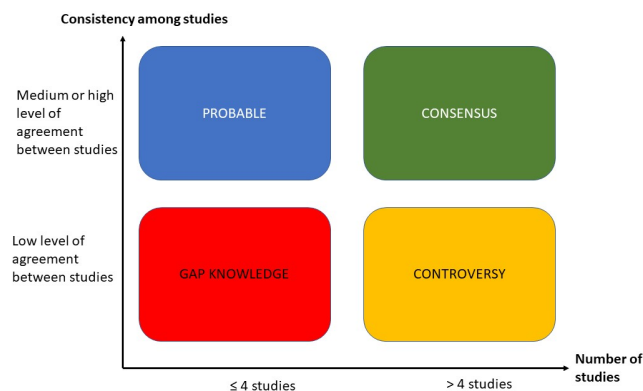 Consistency among studies
Medium or high
level of
agreement
between studies
PROBABLE
CONSENSUS
Low level of
agreement
between studies
GAP KNOWLEDGE
CONTROVERSY
Number of
studies
≤ 4 studies
> 4 studies